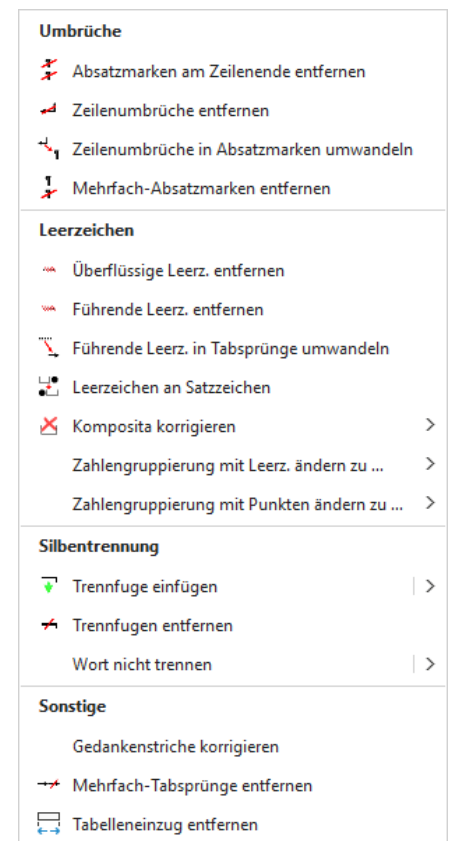 Umbrüche
Absatzmarken am Zeilenende entfernen
Zeilenumbrüche entfernen
Zeilenumbrüche in Absatzmarken umwandeln
Mehrfach-Absatzmarken entfernen
Leerzeichen
Überflüssige Leerz. entfernen
Führende Leerz. entfernen
Führende Leerz. in Tabsprünge umwandeln
Leerzeichen an Satzzeichen
Komposita korrigieren
Zahlengruppierung mit Leerz. ändern zu ...
Zahlengruppierung mit Punkten ändern zu ...
Silbentrennung
Trennfuge einfügen
Trennfugen entfernen
Wort nicht trennen
Sonstige
Gedankenstriche korrigieren
Mehrfach-Tabsprünge entfernen
Tabelleneinzug entfernen